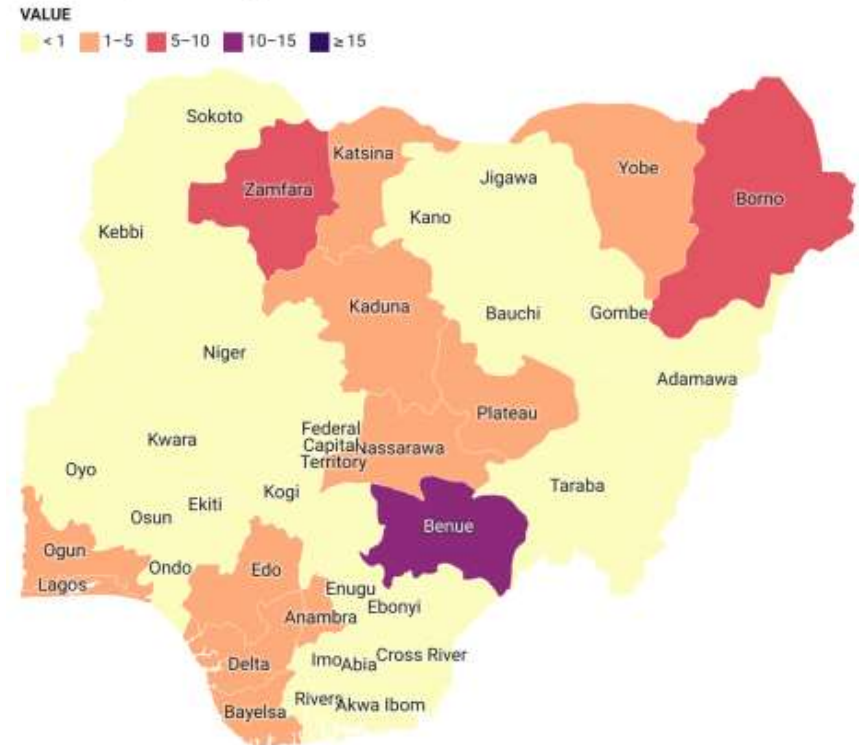 VALUE
< 1 1–5 5–10 10–15 ≥ 15
Sokoto
Katsina
Yobe
Jigawa
Zamfara
Borno
Kano
Kebbi
Kaduna
Bauchi
Gombe
Niger
Adamawa
Plateau
Federal
Capital
Territory
Nassarawa
Kwara
Oyo
Taraba
Kogi
Ekiti
Osun
Benue
Ogun
Ondo
Edo
Lagos
Enugu
Ebonyi
Anambra
Delta
Imo
Abia
Cross River
Bayelsa
Rivers
Akwa Ibom